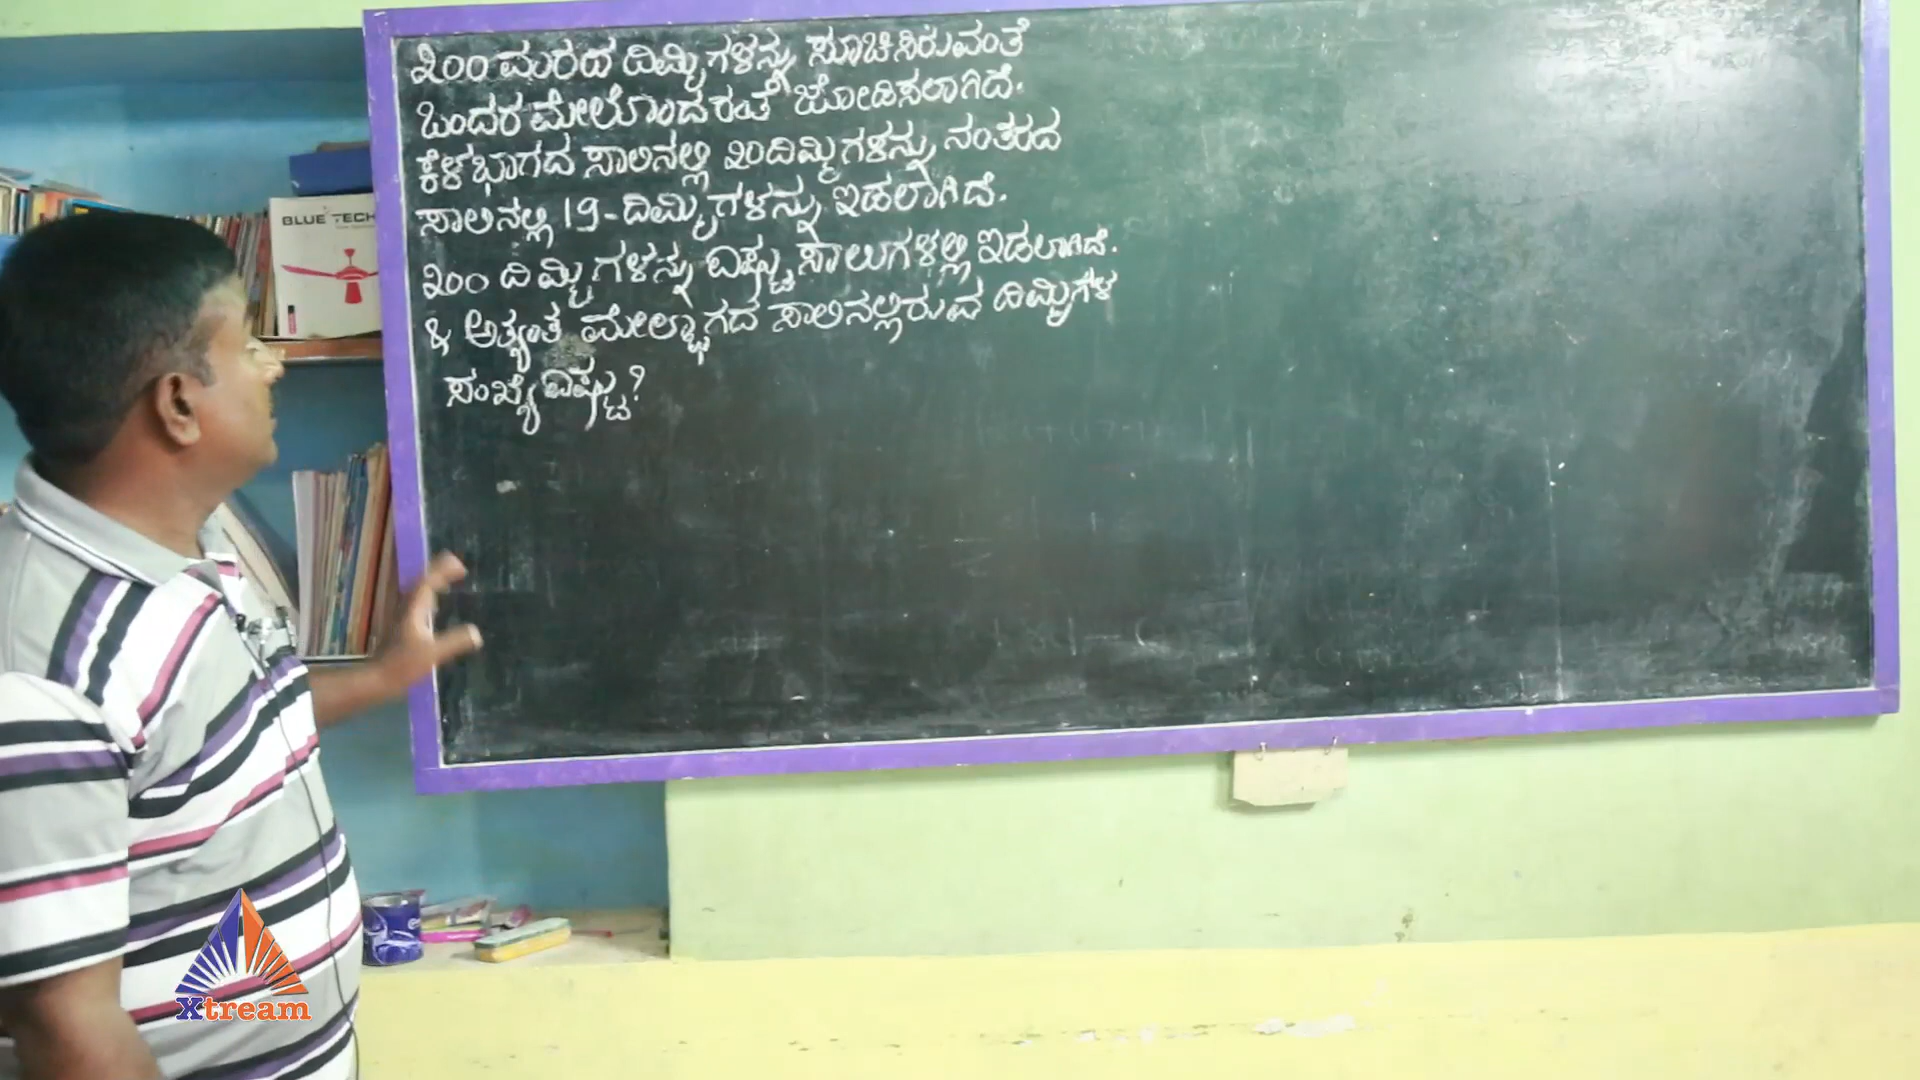 ೨೦೦ ಮರದ ದಿಮ್ಮಿಗಳನ್ನು ಸೂಚಿಸಿರುವಂತೆ
ಒಂದರ ಮೇಲೊಂದರಂತೆ ಜೋಡಿಸಲಾಗಿದೆ.
ಕೆಳಭಾಗದ ಸಾಲಿನಲ್ಲಿ ೨೦ದಿಮ್ಮಿಗಳನ್ನು ನಂತರದ
ಸಾಲಿನಲ್ಲಿ 19-ದಿಮ್ಮಿಗಳನ್ನು ಇಡಲಾಗಿದೆ.
೨೦೦ ದಿಮ್ಮಿಗಳನ್ನು ಎಷ್ಟು ಸಾಲುಗಳಲ್ಲಿ ಇಡಲಾಗಿದೆ.
& ಅತ್ಯಂತ ಮೇಲ್ಭಾಗದ ಸಾಲಿನಲ್ಲಿರುವ ದಿಮ್ಮಿಗಳ
ಸಂಖ್ಯೆ ಎಷ್ಟು?
BLUE TECH
Xtream